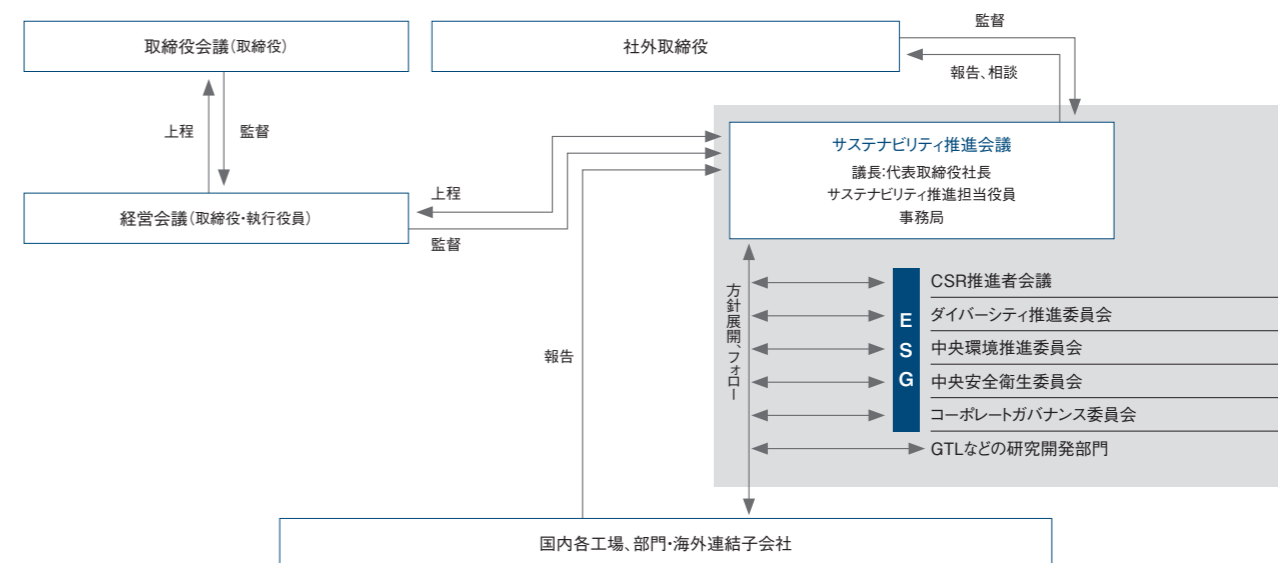 監督
取締役会議(取締役)
社外取締役
報告、相談
上程
監督
サステナビリティ推進会議
議長:代表取締役社長
サステナビリティ推進担当役員
事務局
上程
経営会議(取締役・執行役員)
監督
方針展開、フォロー
E
S
G
CSR推進者会議
ダイバーシティ推進委員会
中央環境推進委員会
中央安全衛生委員会
コーポレートガバナンス委員会
GTLなどの研究開発部門
報告
国内各工場、部門・海外連結子会社